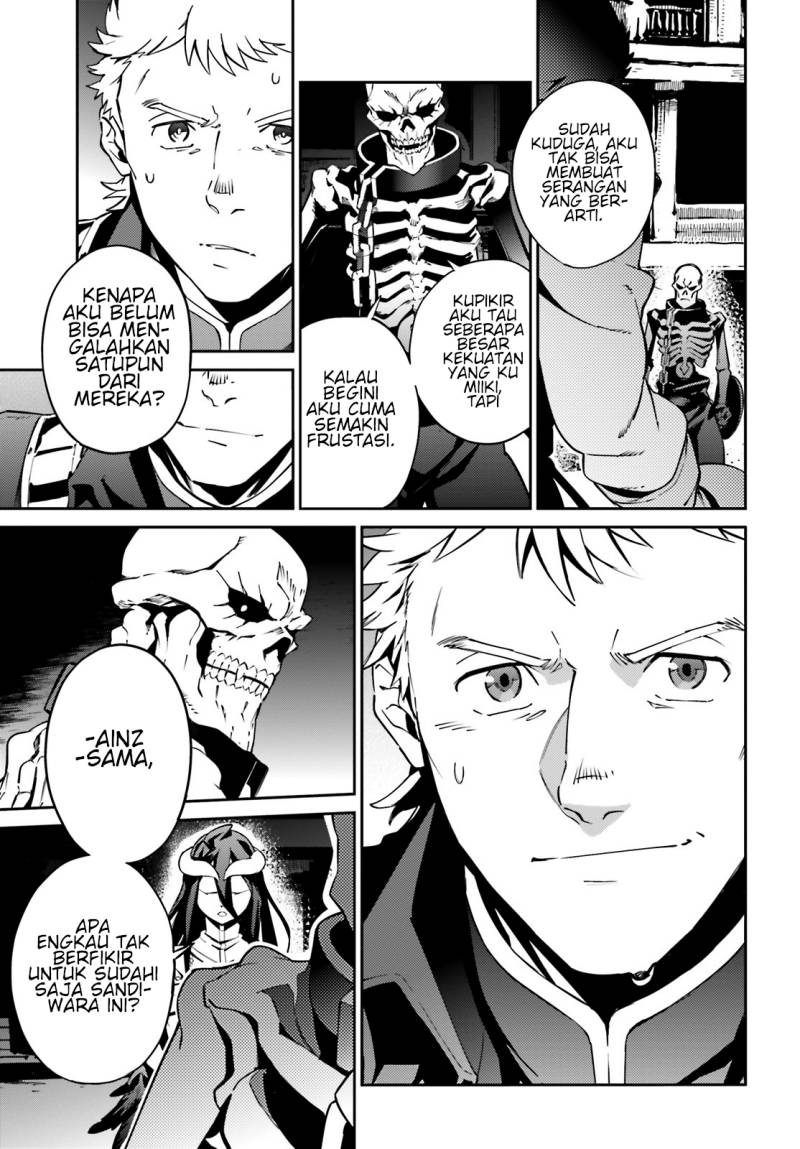 SUDAH
KUDUGA, AKU
TAK BISA
MEMBUAT
SERANGAN
YANG BER-
ARTI.
KUPIKIR
AKU TAU
SEBERAPA
BESAR
KEKUATAN
YANG KU
MIIKI,
TAPI
KALAU
BEGINI
AKU CUMA
SEMAKIN
FRUSTASI.
KENAPA
AKU BELUM
BISA MEN-
GALAHKAN
SATUPUN
DARI
MEREKA?
-AINZ
-SAMA,
APA
ENGKAU TAK
BERFIKIR
UNTUK SUDAHI
SAJA SANDI-
WARA INI?